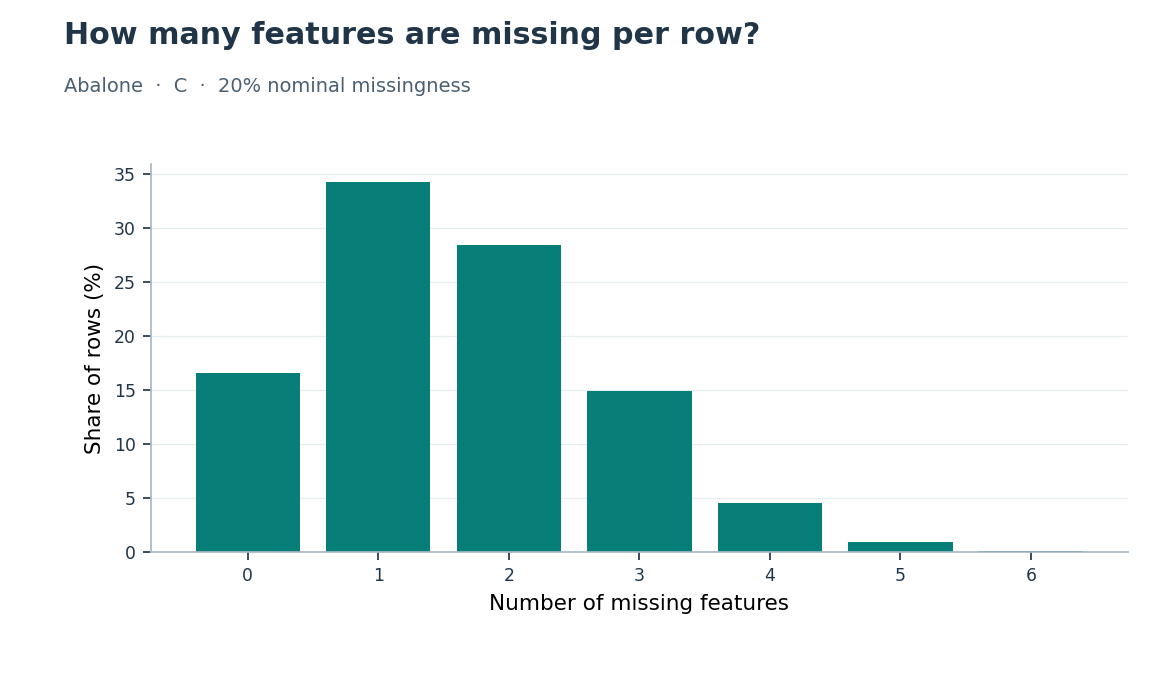 How many features are missing per row?
Abalone · C · 20% nominal missingness
35
30
25
20
15
10
5
0
Share of rows (%)
0 1 2 3 4 5 6
Number of missing features